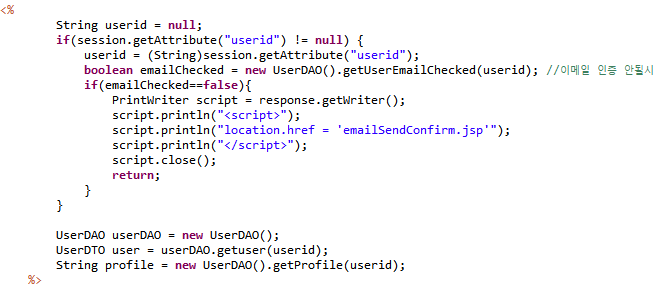 <%
String userid = null;
if(session.getAttribute("userid") != null) {
userid = (String)session.getAttribute("userid");
boolean emailChecked = new UserDAO().getUserEmailChecked(userid); //이메일 인증 안될시
if(emailChecked==false){
PrintWriter script = response.getWriter();
script.println("<script>");
script.println("location.href = 'emailSendConfirm.jsp'");
script.println("</script>");
script.close();
return;
}
}
UserDAO userDAO = new UserDAO();
UserDTO user = userDAO.getuser(userid);
String profile = new UserDAO().getProfile(userid);
%>